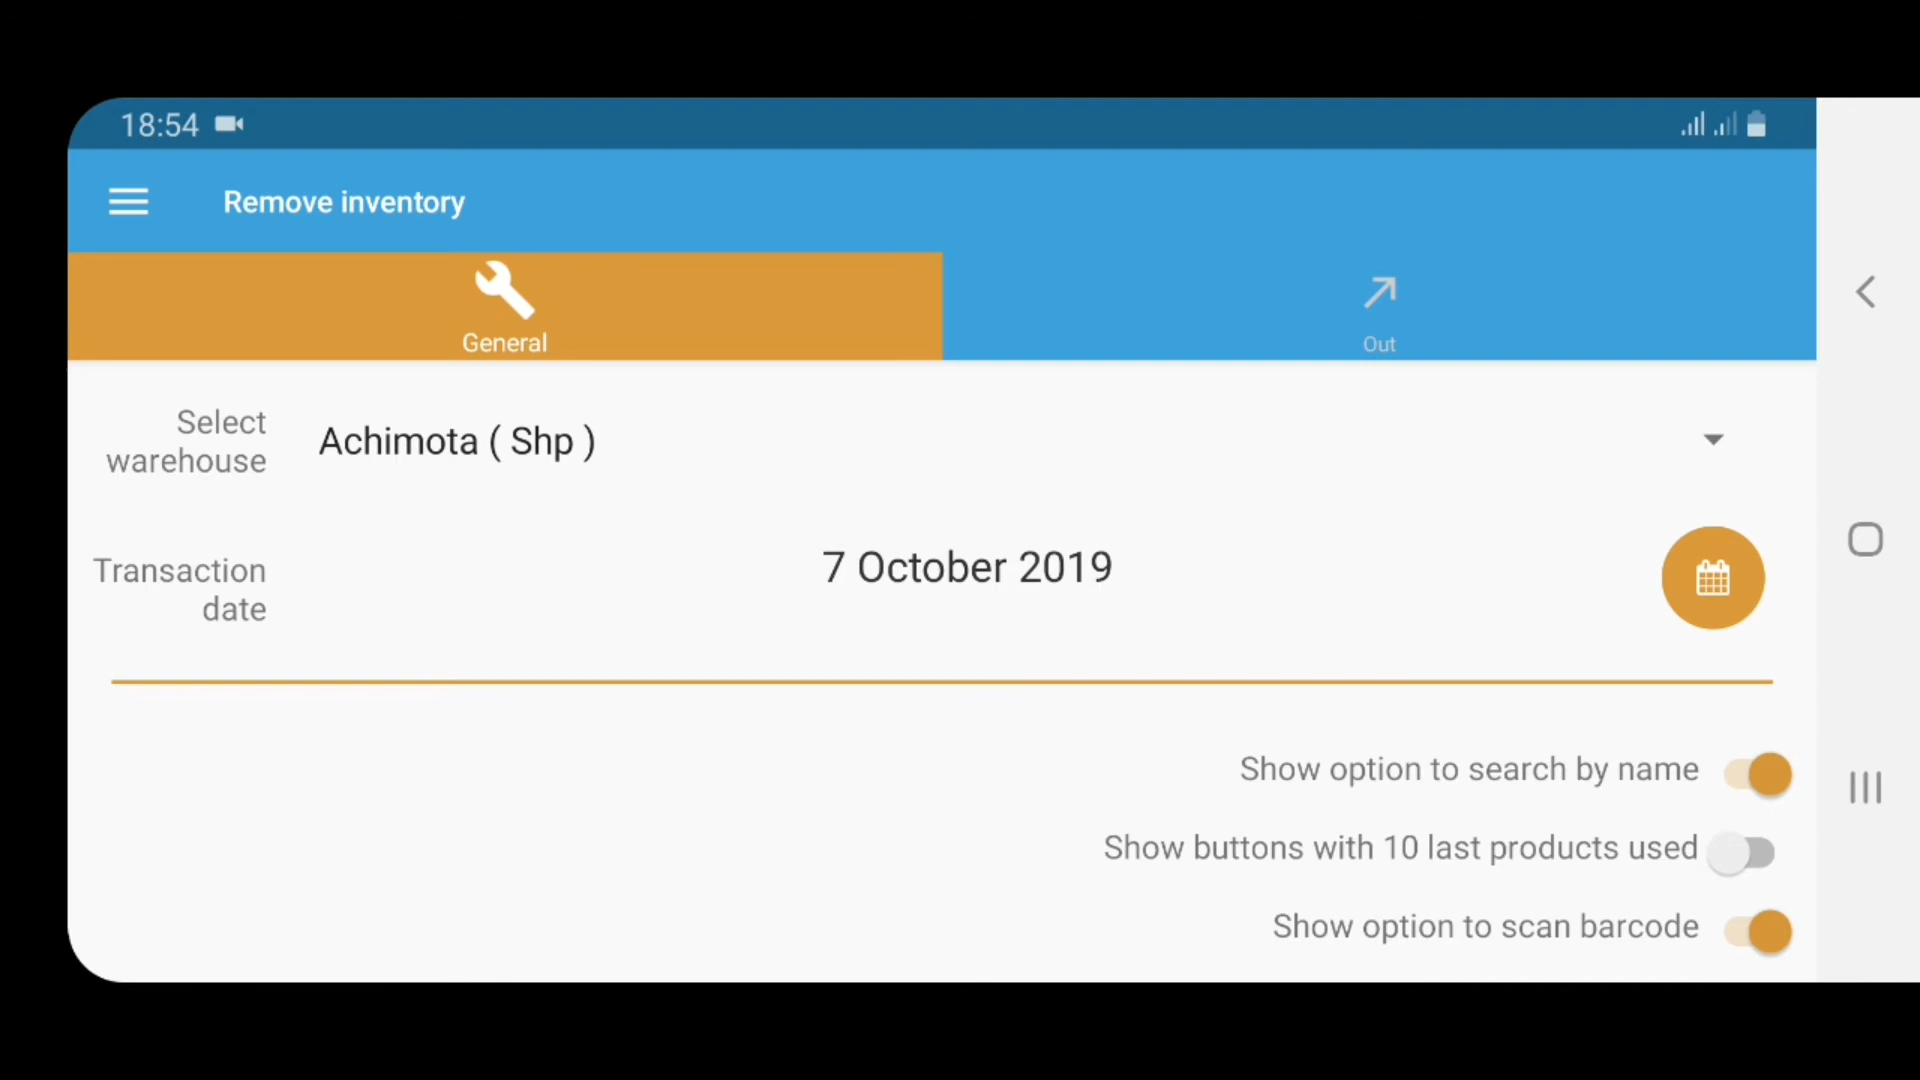 18:54
Remove inventory
General
Out
Select
warehouse
Achimota ( Shp )
Transaction
date
7 October 2019
Show option to search by name
Show buttons with 10 last products used
Show option to scan barcode